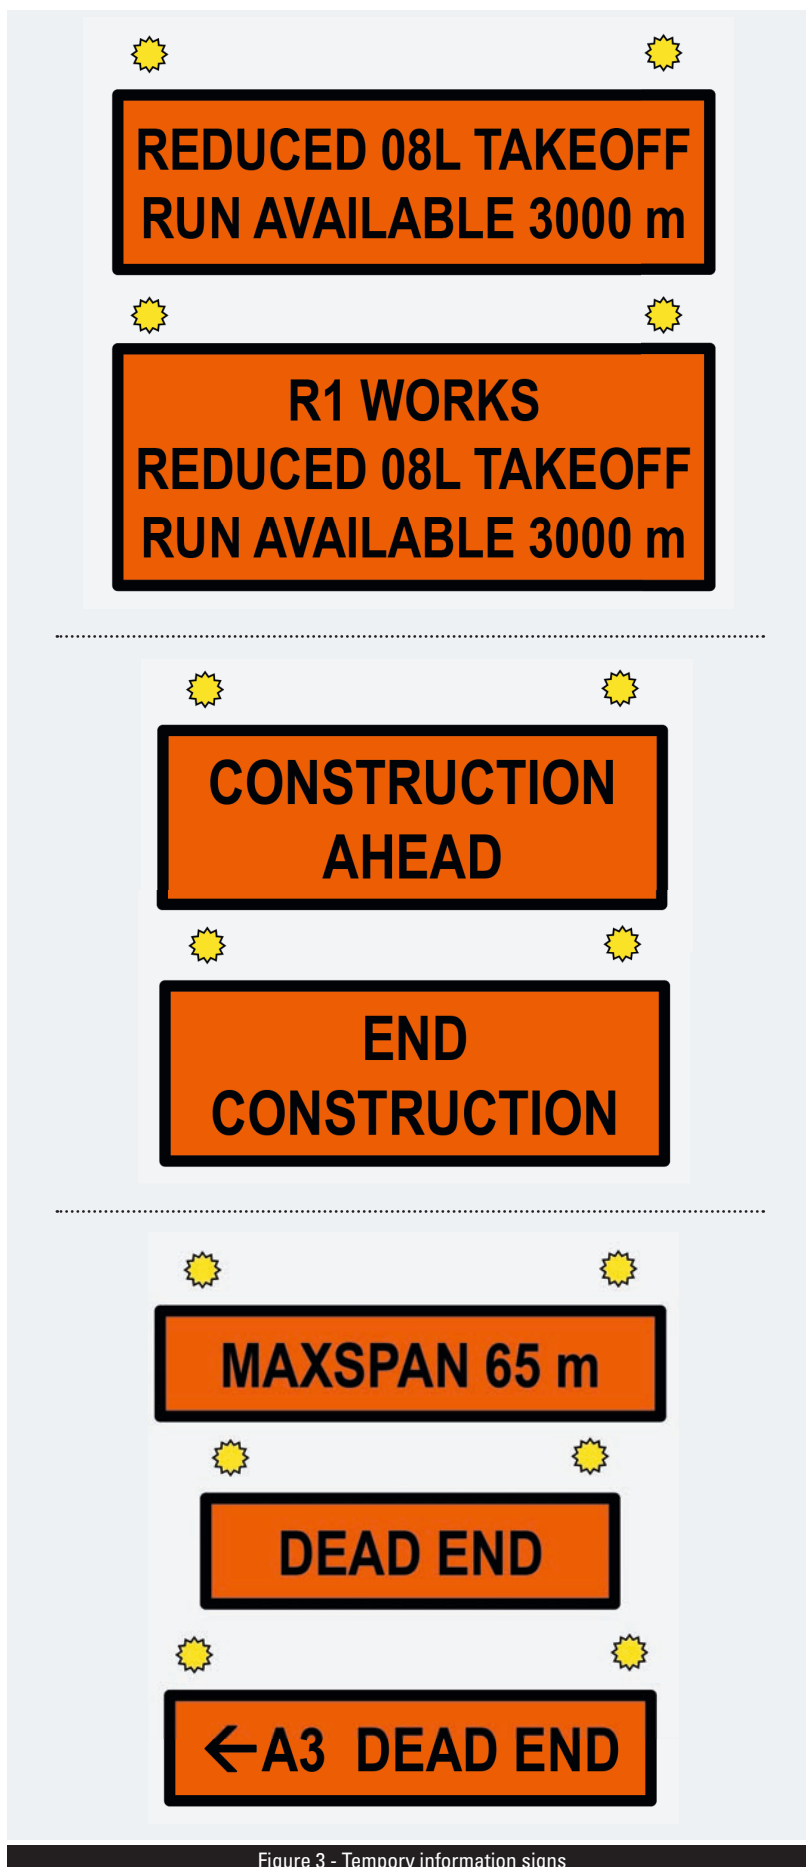 REDUCED 08L TAKEOFF
RUN AVAILABLE 3000 m
R1 WORKS
REDUCED 08L TAKEOFF
RUN AVAILABLE 3000 m
CONSTRUCTION
AHEAD
END
CONSTRUCTION
MAXSPAN 65 m
DEAD END
←A3 DEAD END
Figure 3 - Tempory information signs